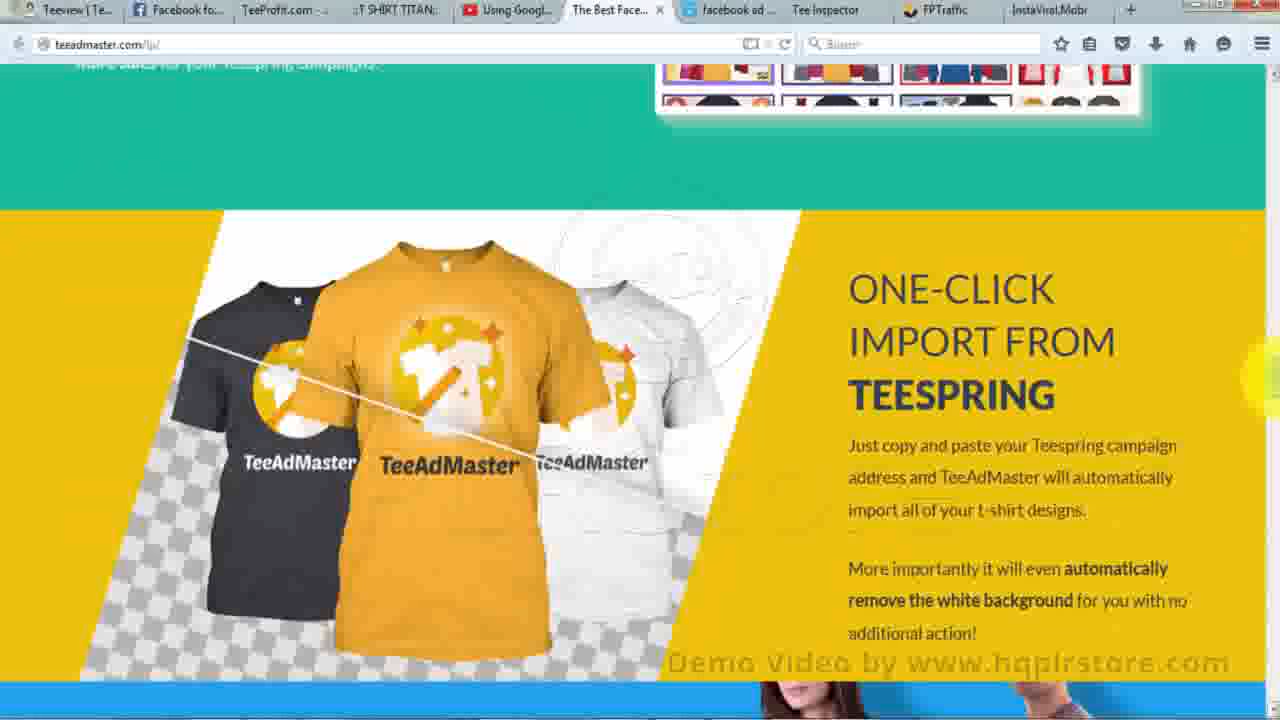 Teeview | Te...
Facebook fo...
TeeProfit.com - ...
::T SHIRT TITAN::
Using Googl...
The Best Face...
facebook ad ...
Tee Inspector
FPTraffic
InstaViral.Mobi
teeadmaster.com/lp/
ONE-CLICK
IMPORT FROM
TEESPRING
Just copy and paste your Teespring campaign
address and TeeAdMaster will automatically
import all of your t-shirt designs.
More importantly it will even automatically
remove the white background for you with no
additional action!
TeeAdMaster
TeeAdMaster
TeeAdMaster
Demo Video by www.hqplrstore.com